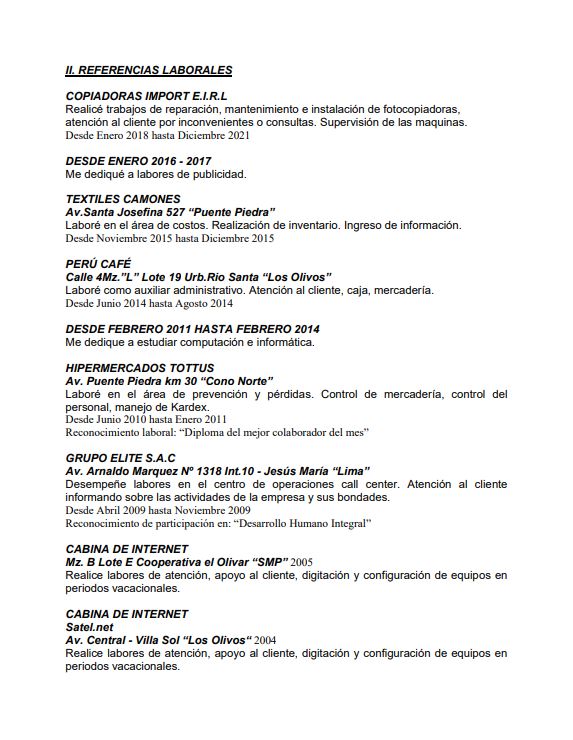 II. REFERENCIAS LABORALES
COPIADORAS IMPORT E.I.R.L
Realicé trabajos de reparación, mantenimiento e instalación de fotocopiadoras,
atención al cliente por inconvenientes o consultas. Supervisión de las maquinas.
Desde Enero 2018 hasta Diciembre 2021
DESDE ENERO 2016 - 2017
Me dediqué a labores de publicidad.
TEXTILES CAMONES
Av.Santa Josefina 527 “Puente Piedra”
Laboré en el área de costos. Realización de inventario. Ingreso de información.
Desde Noviembre 2015 hasta Diciembre 2015
PERÚ CAFÉ
Calle 4Mz.”L” Lote 19 Urb.Rio Santa “Los Olivos”
Laboré como auxiliar administrativo. Atención al cliente, caja, mercadería.
Desde Junio 2014 hasta Agosto 2014
DESDE FEBRERO 2011 HASTA FEBRERO 2014
Me dedique a estudiar computación e informática.
HIPERMERCADOS TOTTUS
Av. Puente Piedra km 30 “Cono Norte”
Laboré en el área de prevención y pérdidas. Control de mercadería, control del
personal, manejo de Kardex.
Desde Junio 2010 hasta Enero 2011
Reconocimiento laboral: “Diploma del mejor colaborador del mes”
GRUPO ELITE S.A.C
Av. Arnaldo Marquez Nº 1318 Int.10 - Jesús María “Lima”
Desempeñe labores en el centro de operaciones call center. Atención al cliente
informando sobre las actividades de la empresa y sus bondades.
Desde Abril 2009 hasta Noviembre 2009
Reconocimiento de participación en: “Desarrollo Humano Integral”
CABINA DE INTERNET
Mz. B Lote E Cooperativa el Olivar “SMP” 2005
Realice labores de atención, apoyo al cliente, digitación y configuración de equipos en
periodos vacacionales.
CABINA DE INTERNET
Satel.net
Av. Central - Villa Sol “Los Olivos“ 2004
Realice labores de atención, apoyo al cliente, digitación y configuración de equipos en
periodos vacacionales.